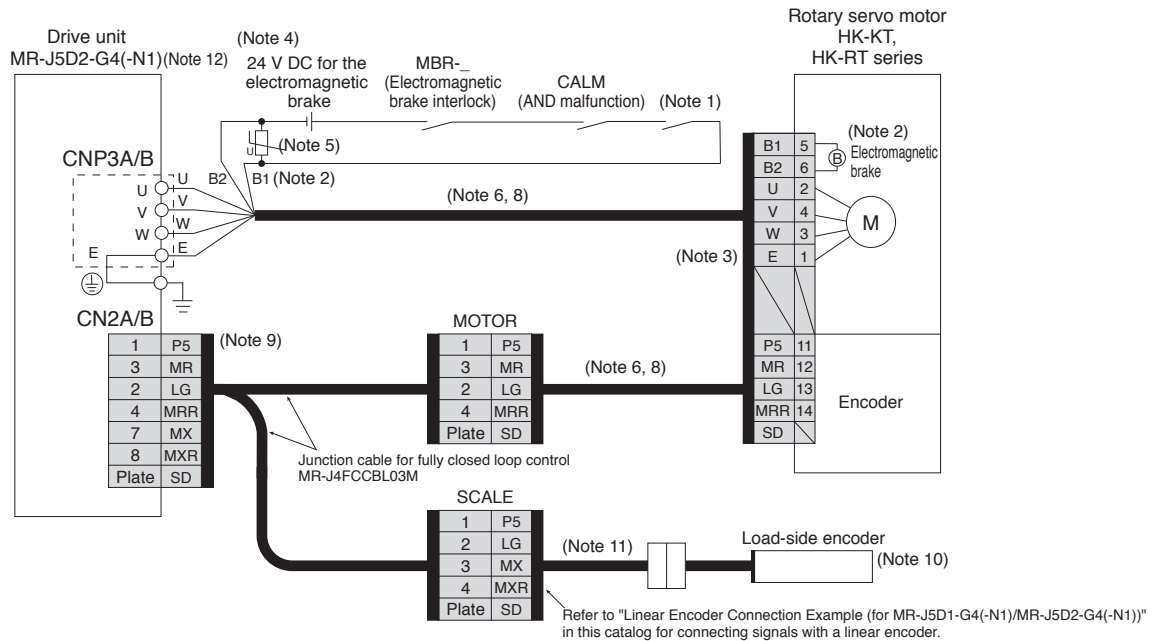 Drive unit
MR-J5D2-G4(-N1)(Note 12)
(Note 4)
24 V DC for the
electromagnetic
brake
MBR-_
(Electromagnetic
brake interlock)
CALM
(AND malfunction)
(Note 1)
Rotary servo motor
HK-KT,
HK-RT series
U
(Note 5)
CNP3A/B
B2
B1 (Note 2)
U U
V V
W W
E E
(Note 6, 8)
(Note 3)
B1 5
B2 6
U 2
V 4
W 3
E 1
(Note 2)
B
Electromagnetic
brake
M
CN2A/B
1 P5
3 MR
2 LG
4 MRR
7 MX
8 MXR
Plate SD
(Note 9)
MOTOR
1 P5
3 MR
2 LG
4 MRR
Plate SD
(Note 6, 8)
P5 11
MR 12
LG 13
MRR 14
SD
Encoder
Junction cable for fully closed loop control
MR-J4FCCBL03M
SCALE
1 P5
2 LG
3 MX
4 MXR
Plate SD
(Note 11)
Load-side encoder
(Note 10)
Refer to "Linear Encoder Connection Example (for MR-J5D1-G4(-N1)/MR-J5D2-G4(-N1))"
in this catalog for connecting signals with a linear encoder.